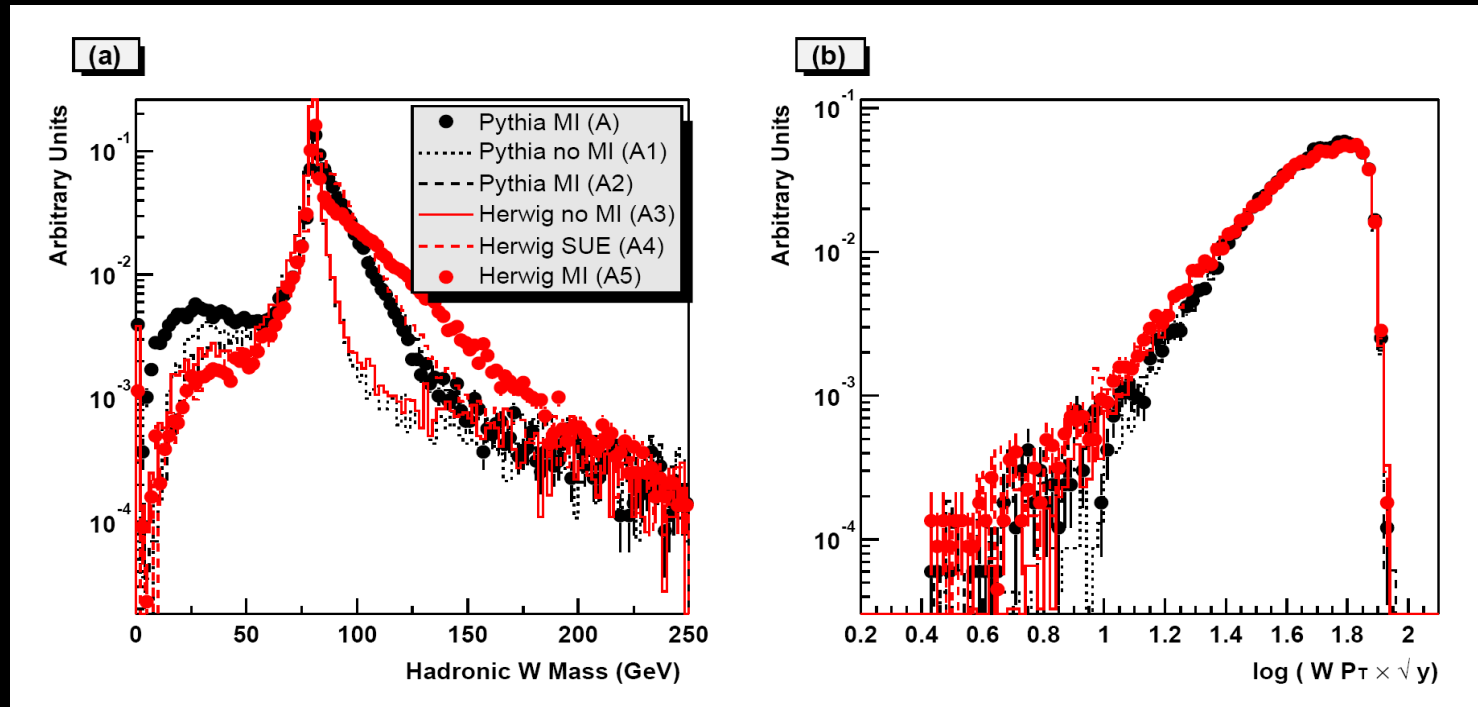 (a)
Arbitrary Units
10⁻¹
10⁻²
10⁻³
10⁻⁴
Pythia MI (A)
Pythia no MI (A1)
Pythia MI (A2)
Herwig no MI (A3)
Herwig SUE (A4)
Herwig MI (A5)
0 50 100 150 200 250
Hadronic W Mass (GeV)
(b)
Arbitrary Units
10⁻¹
10⁻²
10⁻³
10⁻⁴
0.2 0.4 0.6 0.8 1 1.2 1.4 1.6 1.8 2
log ( W PT × √ y)